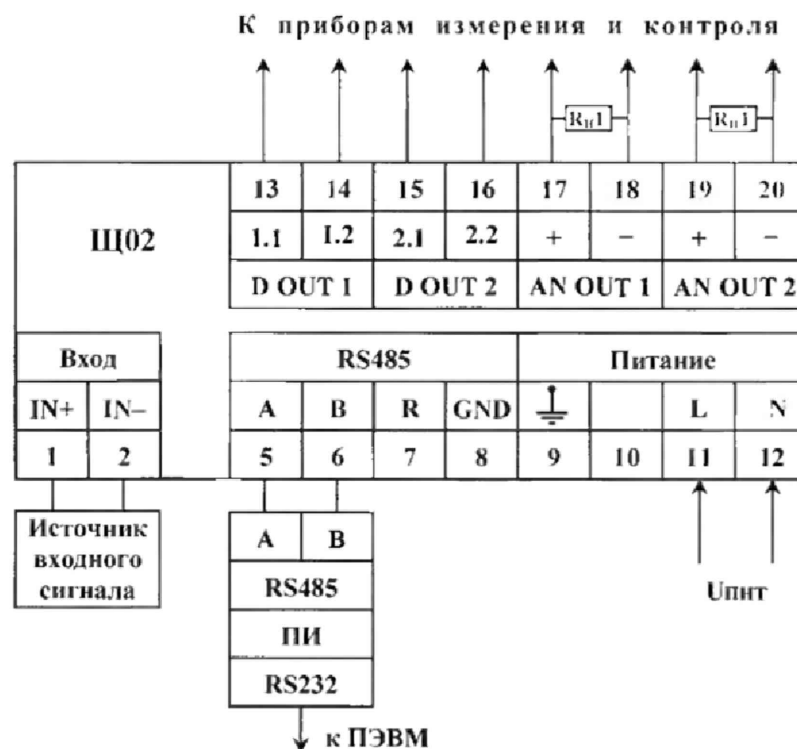 К приборам измерения и контроля
Rн1 Rн1
13 14 15 16 17 18 19 20
Щ02
1.1 1.2 2.1 2.2 + − + −
D OUT 1 D OUT 2 AN OUT 1 AN OUT 2
Вход RS485 Питание
IN+ IN− A B R GND L N
1 2 5 6 7 8 9 10 11 12
Источник
входного
сигнала
A B
RS485
ПИ
RS232
Uпит
к ПЭВМ